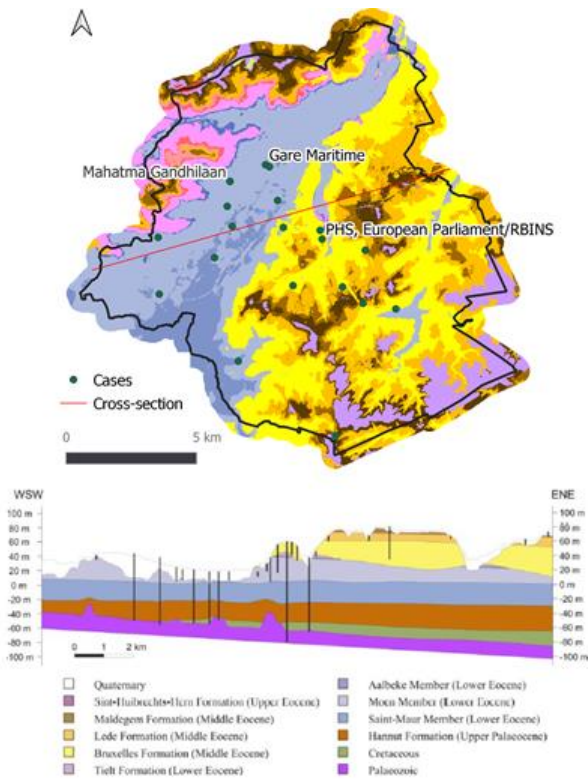 Gare Maritime
Mahatma Gandhilaan
PHS, European Parliament/RBINS
Cases
Cross-section
0 5 km
WSW ENE
100 m 100 m
80 m 80 m
60 m 60 m
40 m 40 m
20 m 20 m
0 m 0 m
-20 m -20 m
-40 m -40 m
-60 m -60 m
-80 m -80 m
-100 m -100 m
0 1 2 km
Quaternary Aalbeke Member (Lower Eocene)
Sint-Huibrechts-Hern Formation (Upper Eocene) Moen Member (Lower Eocene)
Maldegem Formation (Middle Eocene) Saint-Maur Member (Lower Eocene)
Lede Formation (Middle Eocene) Hannut Formation (Upper Palaeocene)
Bruxelles Formation (Middle Eocene) Cretaceous
Tielt Formation (Lower Eocene) Palaeozoic